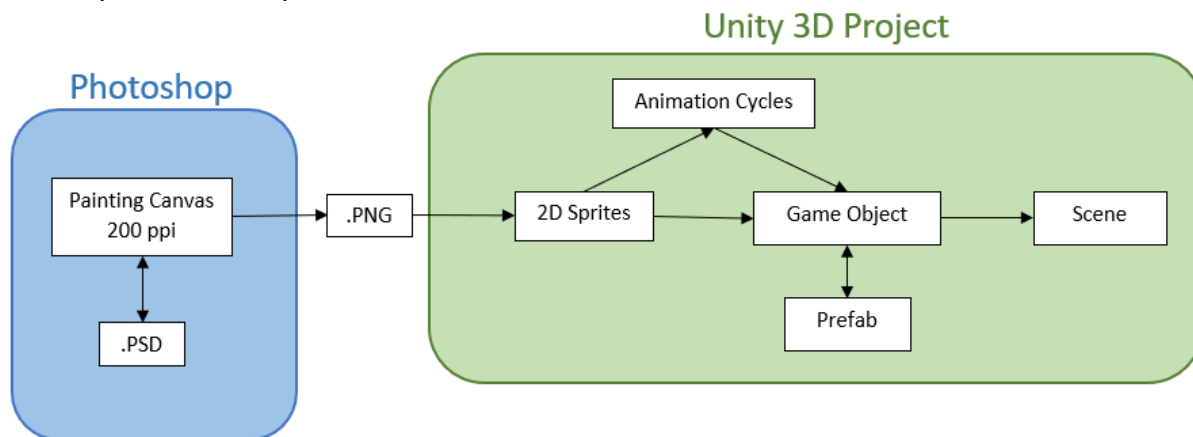 Unity 3D Project
Photoshop
Animation Cycles
Painting Canvas
200 ppi
.PNG
2D Sprites
Game Object
Scene
.PSD
Prefab